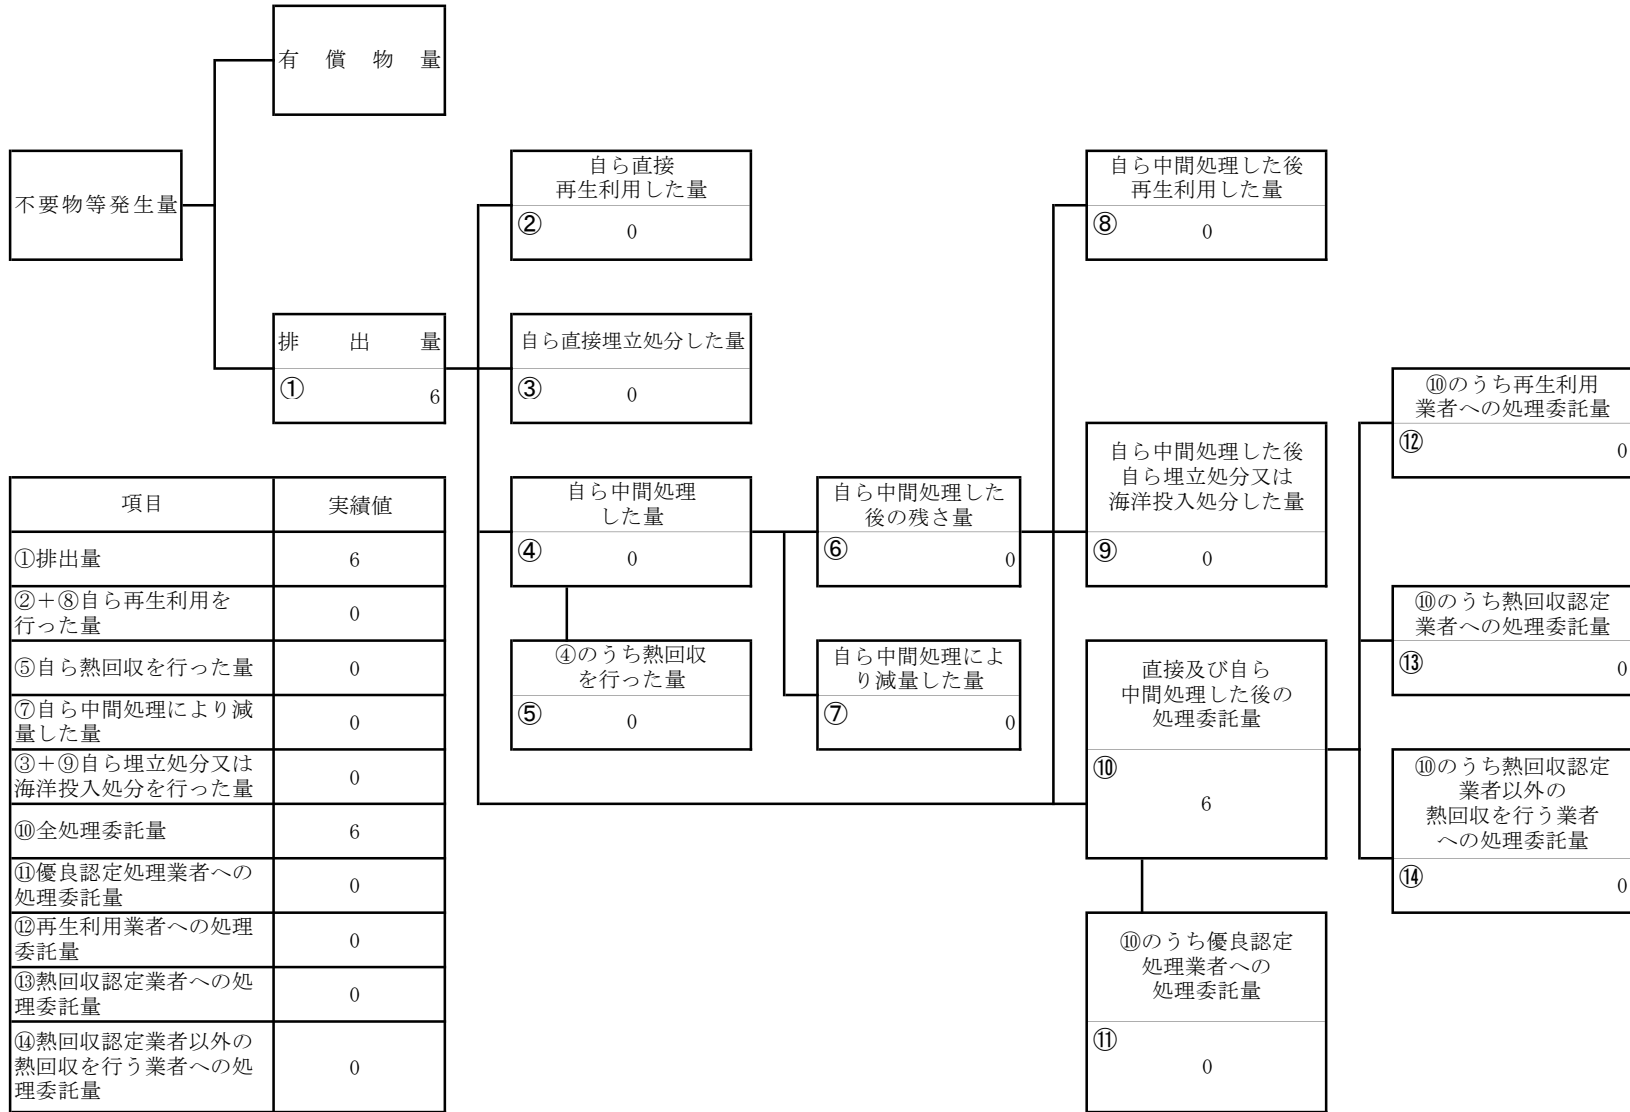 有償物量
不要物等発生量
排出量
① 6
自ら直接
再生利用した量
② 0
自ら直接埋立処分した量
③ 0
自ら中間処理
した量
④ 0
④のうち熱回収
を行った量
⑤ 0
自ら中間処理した
後の残さ量
⑥ 0
自ら中間処理によ
り減量した量
⑦ 0
自ら中間処理した後
再生利用した量
⑧ 0
自ら中間処理した後
自ら埋立処分又は
海洋投入処分した量
⑨ 0
直接及び自ら
中間処理した後の
処理委託量
⑩
6
⑩のうち優良認定
処理業者への
処理委託量
⑪
0
⑩のうち再生利用
業者への処理委託量
⑫ 0
⑩のうち熱回収認定
業者への処理委託量
⑬ 0
⑩のうち熱回収認定
業者以外の
熱回収を行う業者
への処理委託量
⑭ 0
項目 実績値
①排出量 6
②+⑧自ら再生利用を
行った量 0
⑤自ら熱回収を行った量 0
⑦自ら中間処理により減
量した量 0
③+⑨自ら埋立処分又は
海洋投入処分を行った量 0
⑩全処理委託量 6
⑪優良認定処理業者への
処理委託量 0
⑫再生利用業者への処理
委託量 0
⑬熱回収認定業者への処
理委託量 0
⑭熱回収認定業者以外の
熱回収を行う業者への処 0
理委託量